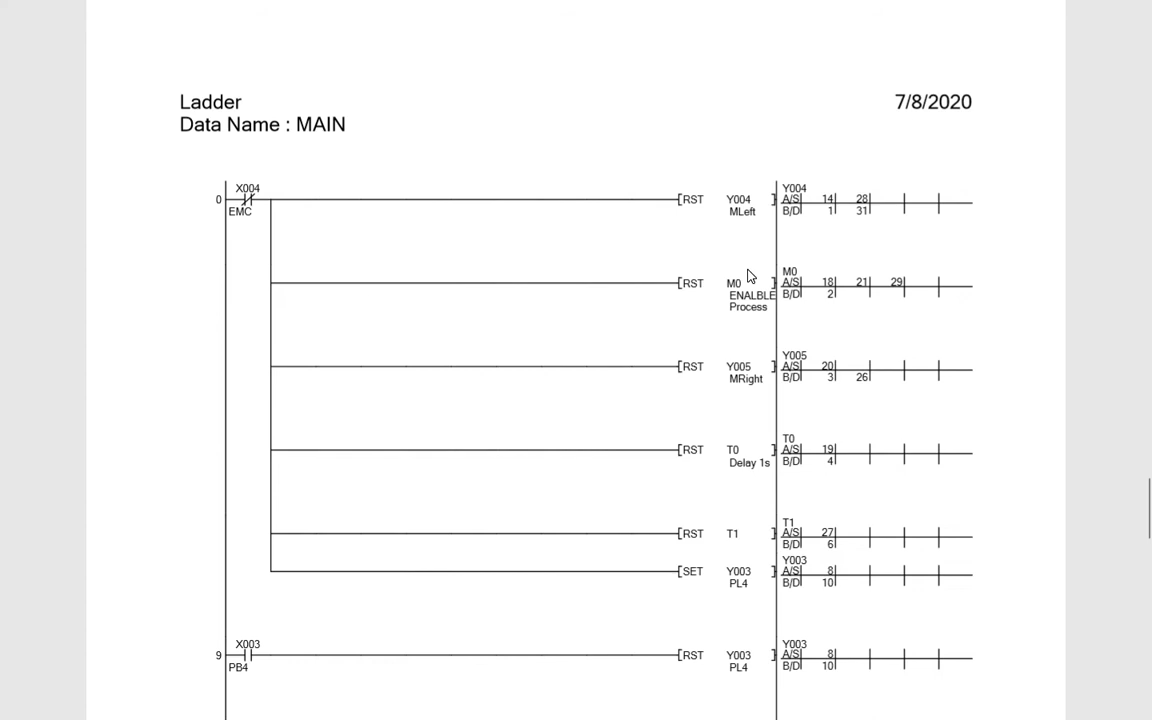 Ladder 7/8/2020
Data Name : MAIN
X004 Y004
0 [RST Y004 ] A/S 14 28
EMC MLeft B/D 1 31
M0
[RST M0 ] A/S 18 21 29
ENALBLE B/D 2
Process
Y005
[RST Y005 ] A/S 20
MRight B/D 3 26
T0
[RST T0 ] A/S 19
Delay 1s B/D 4
T1
[RST T1 ] A/S 27
B/D 6
Y003
[SET Y003 ] A/S 8
PL4 B/D 10
X003 Y003
9 [RST Y003 ] A/S 8
PB4 PL4 B/D 10